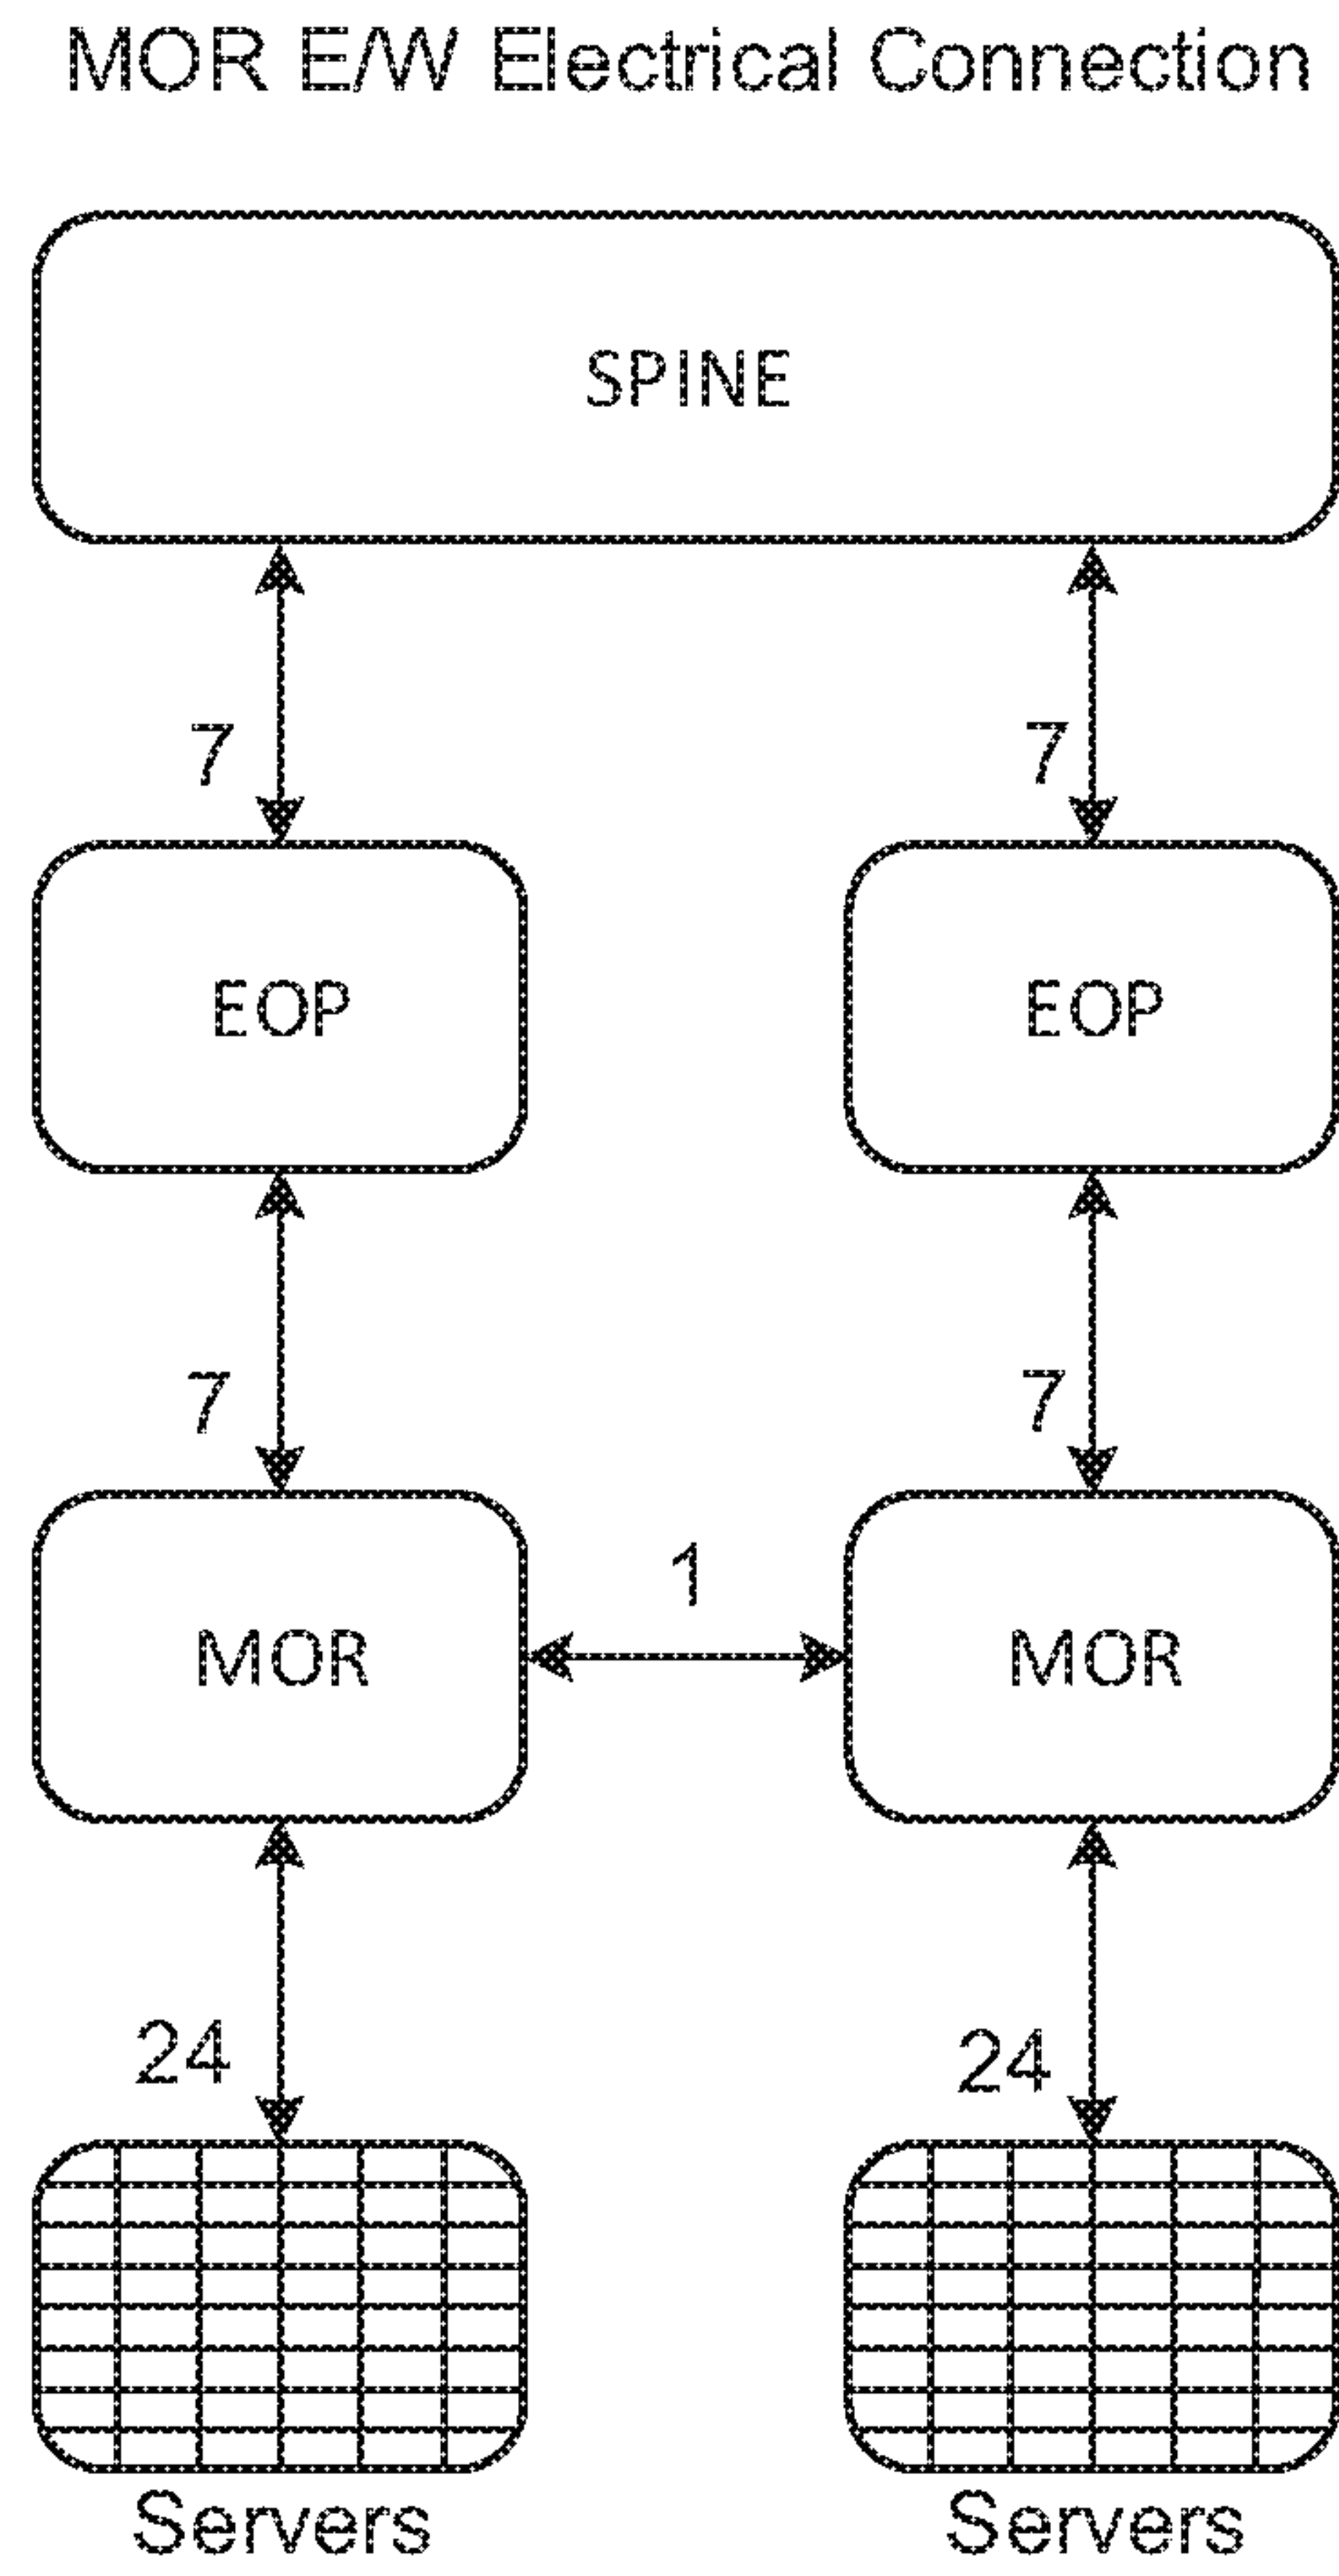 MOR E/W Electrical Connection
SPINE
7 7
EOP EOP
7 7
1
MOR MOR
24 24
Servers Servers